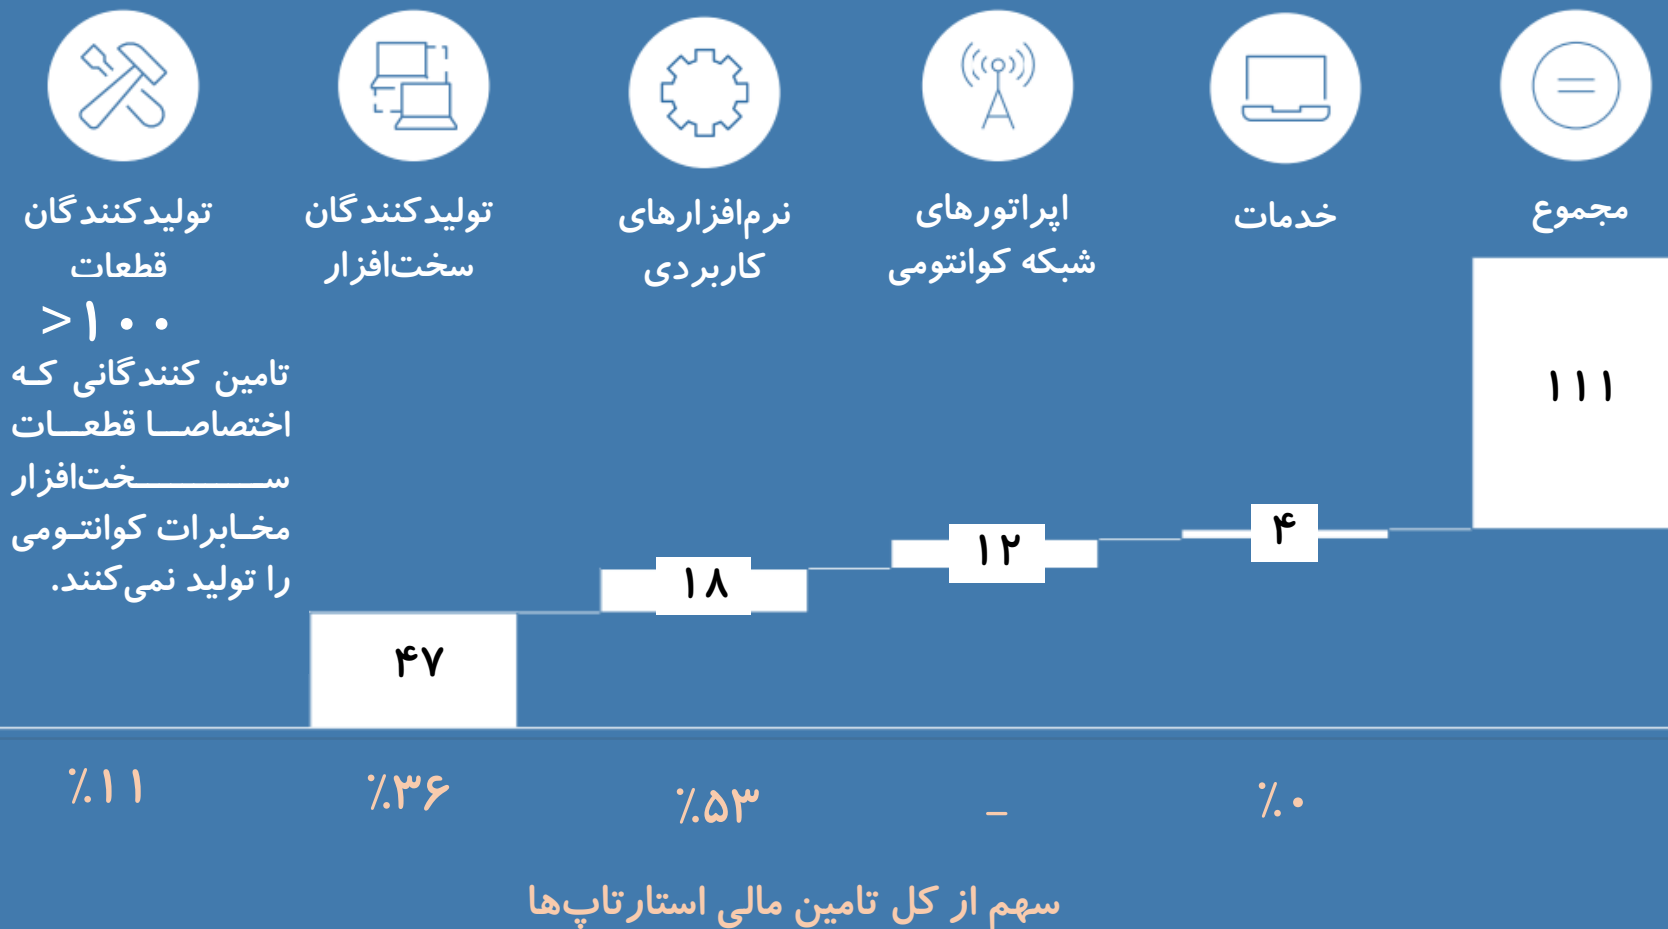 تولیدکنندگان
قطعات
>۱۰۰
تامین کنندگانی که
اختصاصا قطعات
سخت‌افزار
مخابرات کوانتومی
را تولید نمی‌کنند.
تولیدکنندگان
سخت‌افزار
نرم‌افزارهای
کاربردی
اپراتورهای
شبکه کوانتومی
خدمات
مجموع
۴۷
۱۸
۱۲
۴
۱۱۱
٪۱۱
٪۳۶
٪۵۳
-
٪۰
سهم از کل تامین مالی استارتاپ‌ها